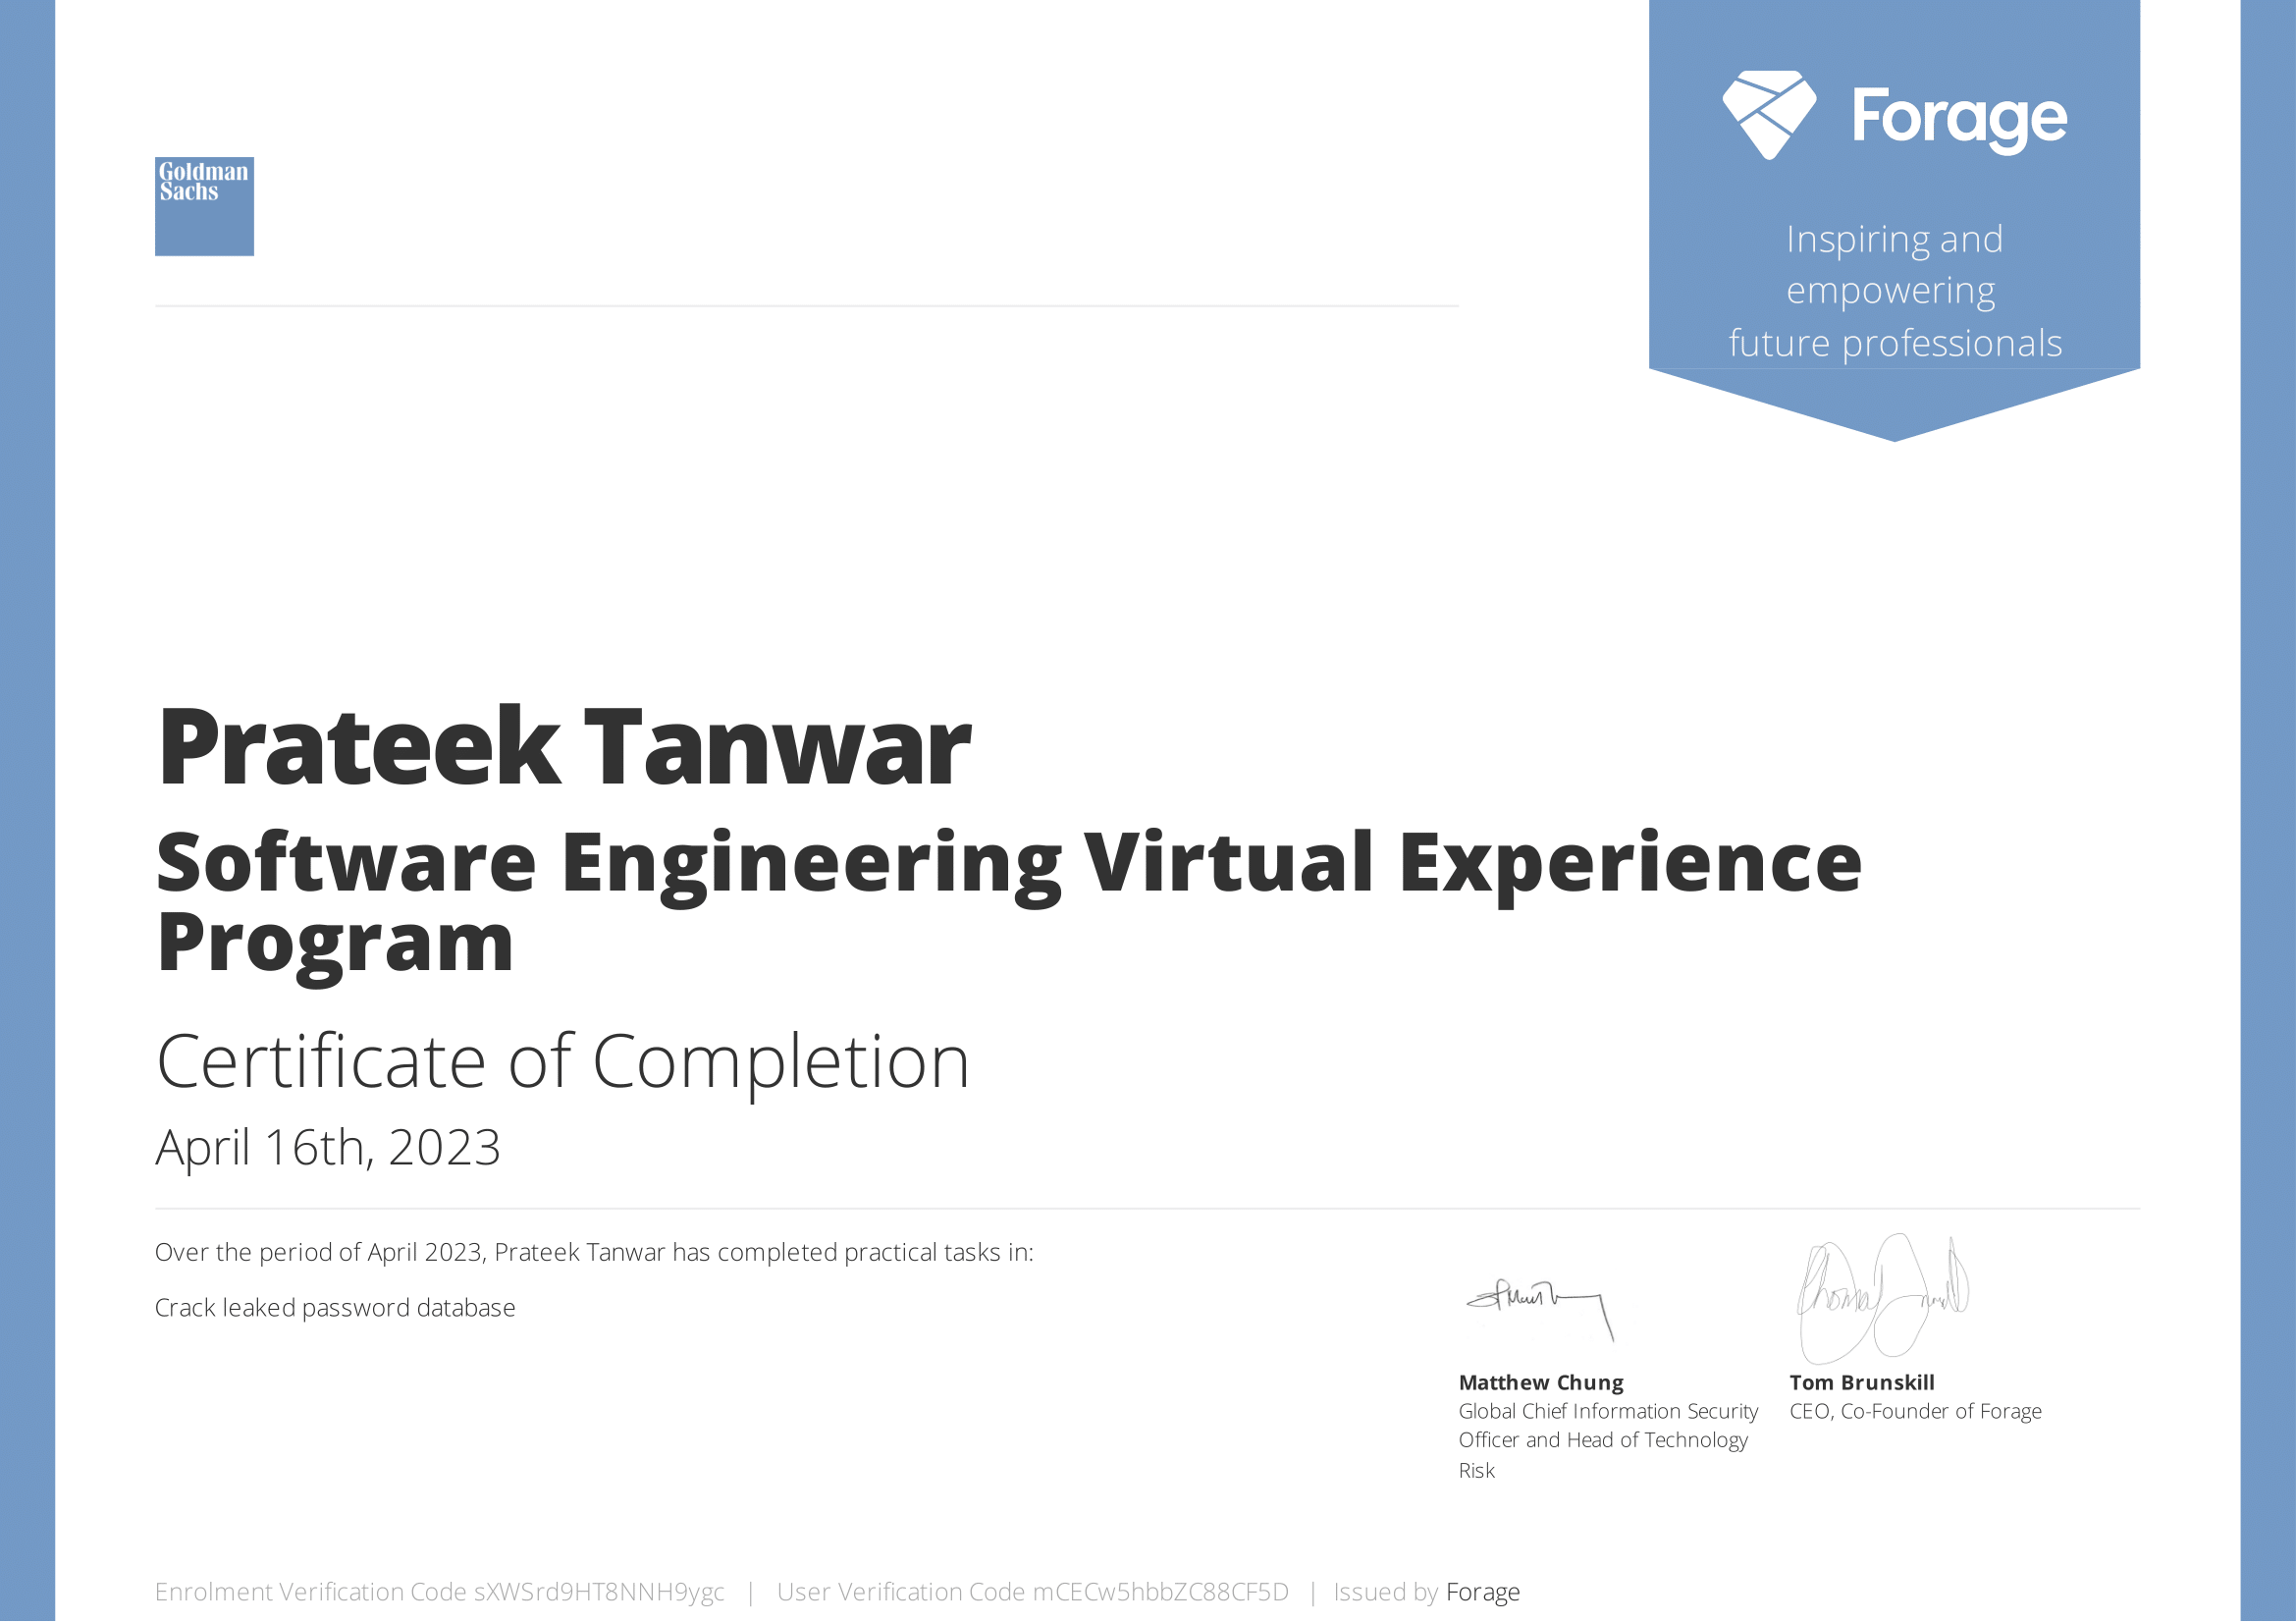 Goldman
Sachs
Forage
Inspiring and
empowering
future professionals
Prateek Tanwar
Software Engineering Virtual Experience
Program
Certificate of Completion
April 16th, 2023
Over the period of April 2023, Prateek Tanwar has completed practical tasks in:
Crack leaked password database
Matthew Chung
Global Chief Information Security
Officer and Head of Technology
Risk
Tom Brunskill
CEO, Co-Founder of Forage
Enrolment Verification Code sXWSrd9HT8NNH9ygc | User Verification Code mCECw5hbbZC88CF5D | Issued by Forage